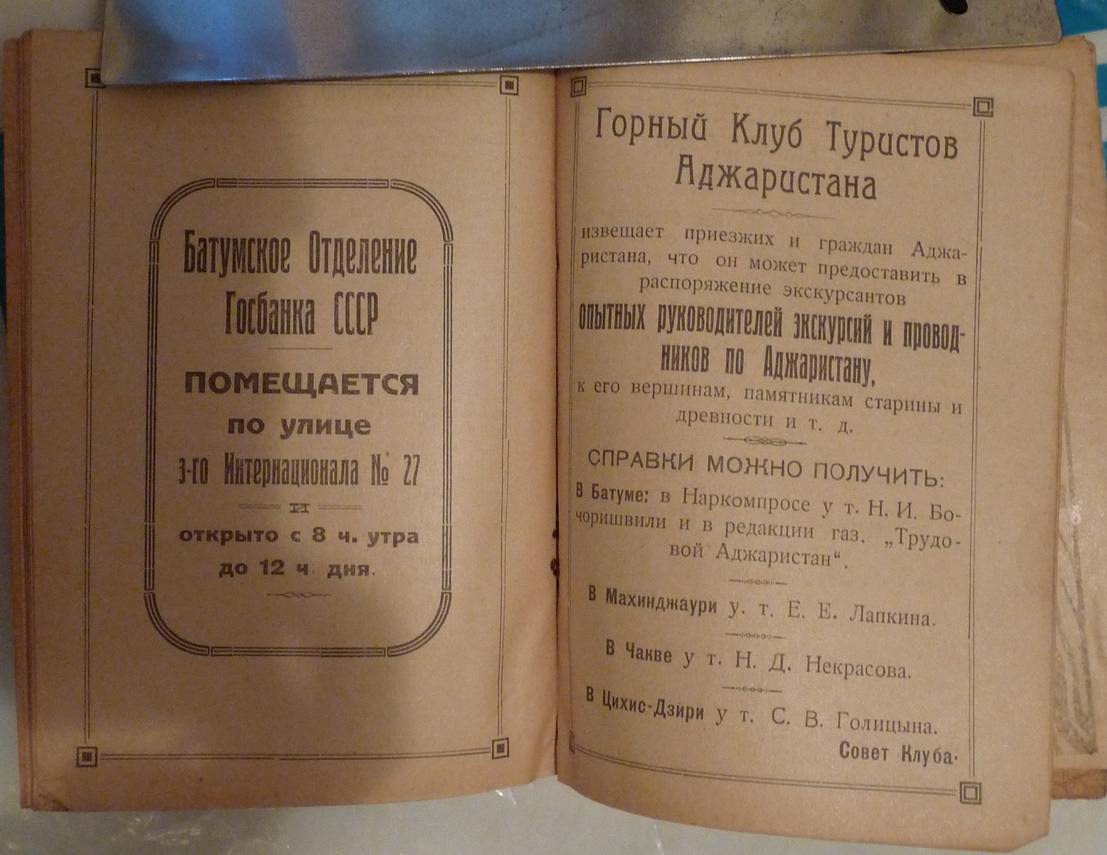 Батумское Отделение
Госбанка СССР
ПОМЕЩАЕТСЯ
по улице
3-го Интернационала № 27
И
открыто с 8 ч. утра
до 12 ч. дня.
Горный Клуб Туристов
Аджаристана
извещает приезжих и граждан Аджа-
ристана, что он может предоставить в
распоряжение экскурсантов
опытных руководителей экскурсий и провод-
ников по Аджаристану,
к его вершинам, памятникам старины и
древности и т. д.
СПРАВКИ МОЖНО ПОЛУЧИТЬ:
В Батуме: в Наркомпросе у т. Н. И. Бо-
чоришвили и в редакции газ. „Трудо-
вой Аджаристан“.
В Махинджаури у. т. Е. Е. Лапкина.
В Чакве у т. Н. Д. Некрасова.
В Цихис-Дзири у т. С. В. Голицына.
Совет Клуба.